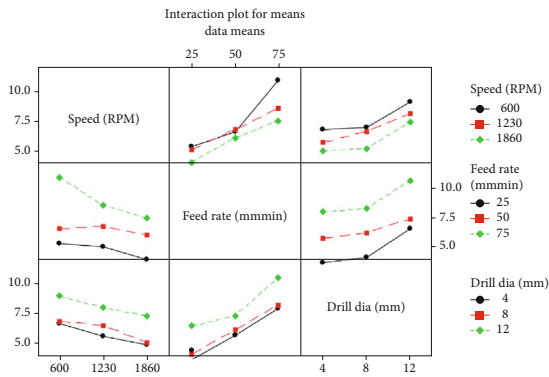 Interaction plot for means
data means
25 50 75
10.0
7.5
5.0
Speed (RPM)
Feed rate (mmmin)
10.0
7.5
5.0
Drill dia (mm)
10.0
7.5
5.0
600 1230 1860
4 8 12
Speed (RPM)
600
1230
1860
Feed rate
(mmmin)
25
50
75
Drill dia (mm)
4
8
12